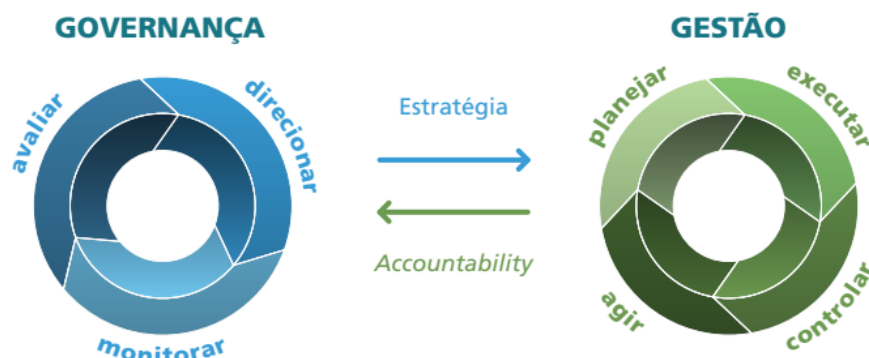 GOVERNANÇA
avaliar
direcionar
monitorar
Estratégia
Accountability
GESTÃO
planejar
executar
controlar
agir